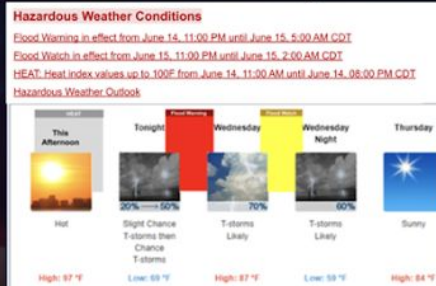 Hazardous Weather Conditions
Flood Warning in effect from June 14, 11:00 PM until June 15, 5:00 AM CDT
Flood Watch in effect from June 15, 11:00 PM until June 15, 2:00 AM CDT
HEAT: Heat index values up to 100F from June 14, 11:00 AM until June 14, 08:00 PM CDT
Hazardous Weather Outlook
HEAT
Flood Warning
Flood Watch
This
Afternoon
Tonight
Wednesday
Wednesday
Night
Thursday
20%
50%
70%
60%
Hot
Slight Chance
T-storms then
Chance
T-storms
T-storms
Likely
T-storms
Likely
Sunny
High: 97 °F
Low: 69 °F
High: 87 °F
Low: 59 °F
High: 84 °F